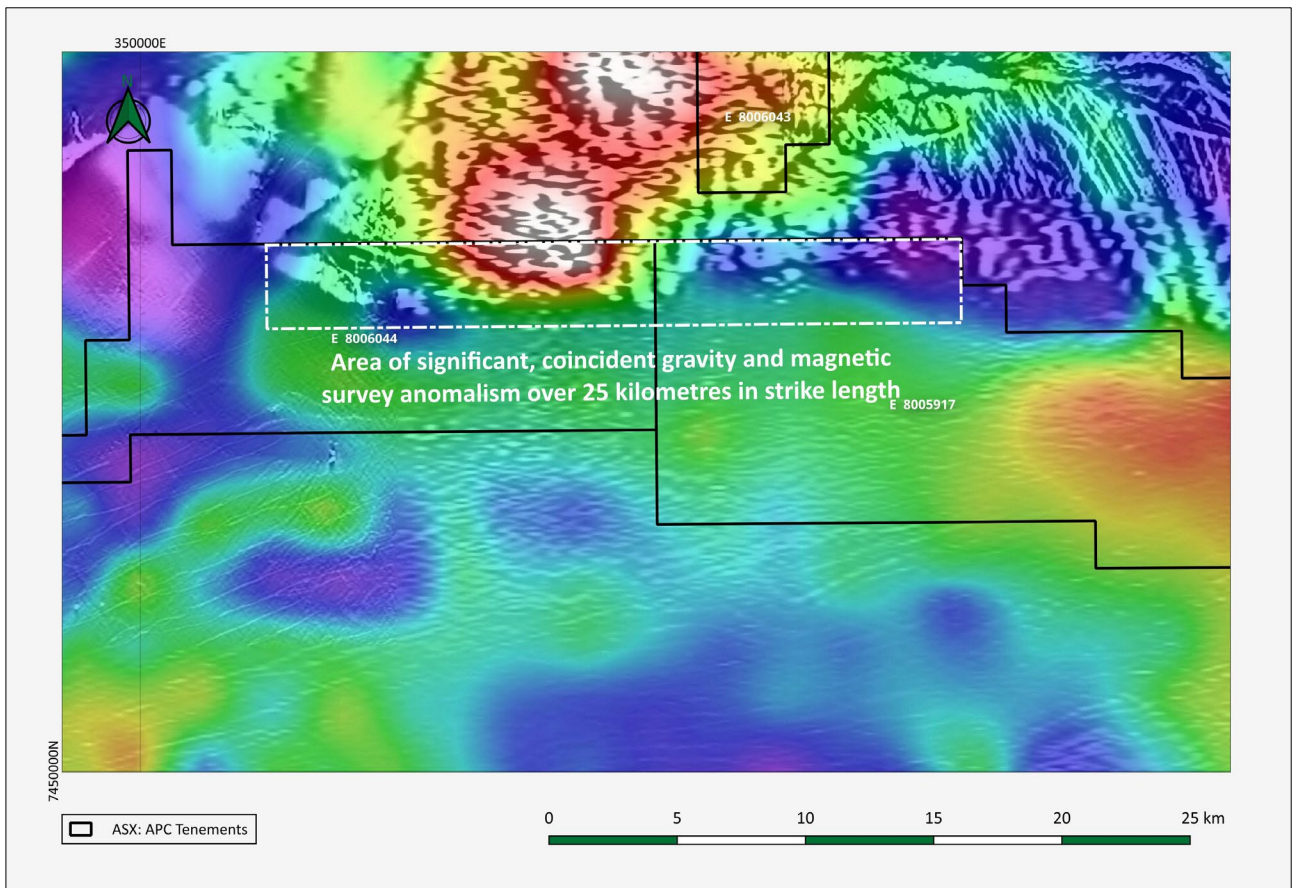 350000E
N
E 8006043
E 8006044
Area of significant, coincident gravity and magnetic
survey anomalism over 25 kilometres in strike length
E 8005917
7450000N
ASX: APC Tenements
0 5 10 15 20 25 km